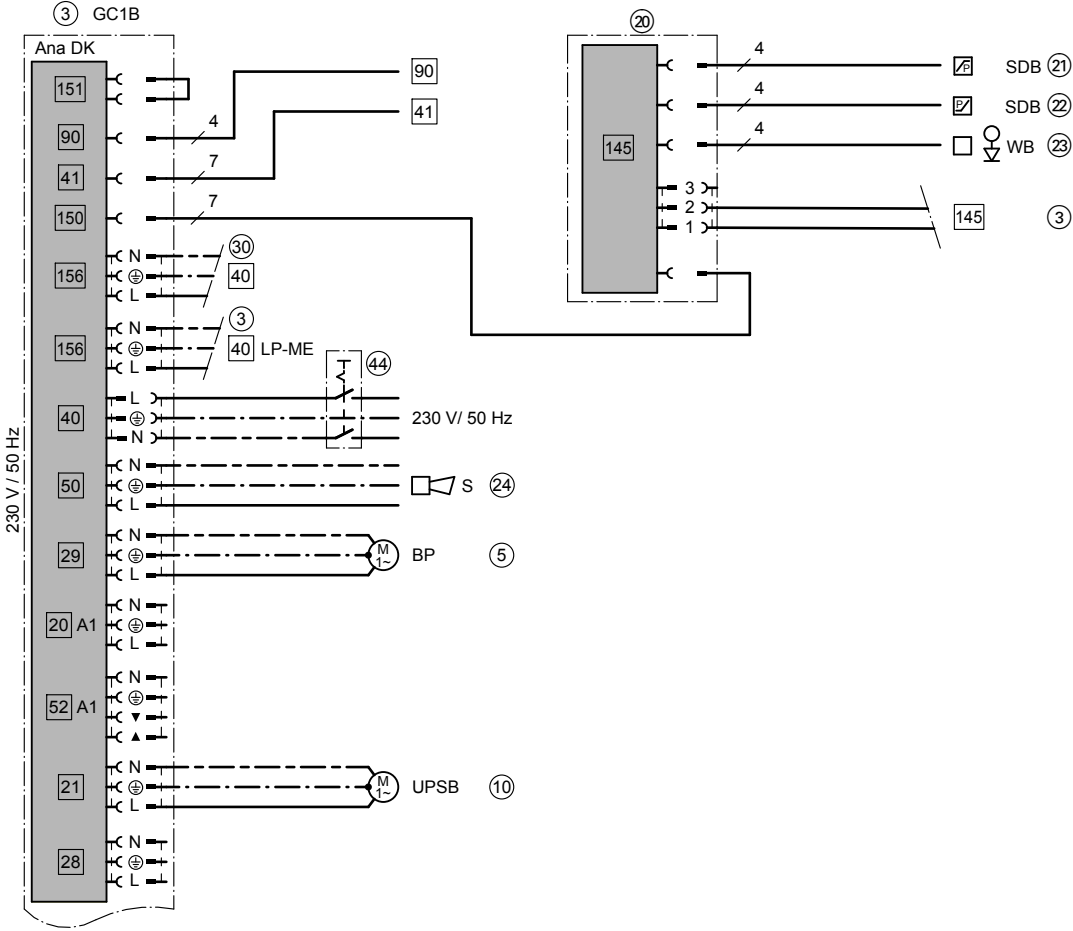 3 GC1B
Ana DK
151
90
41
150
156
156
40
50
29
20 A1
52 A1
21
28
230 V / 50 Hz
4
7
7
90
41
N
L
30
40
N
L
3
40 LP-ME
L
N
44
230 V/ 50 Hz
N
L
S 24
N
L
M
1~
BP 5
N
L
N
▼
▲
N
L
M
1~
UPSB 10
N
L
20
145
4
P SDB 21
4
P SDB 22
4
WB 23
3
2
1
145 3